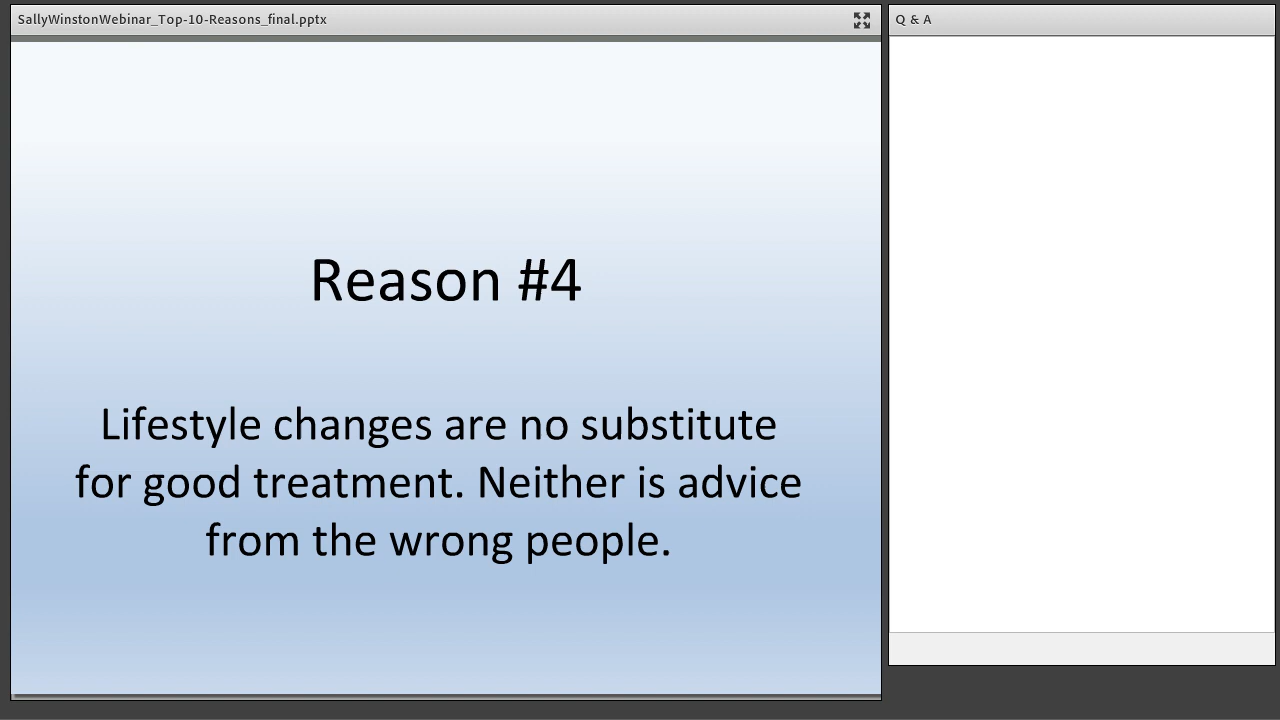 SallyWinstonWebinar_Top-10-Reasons_final.pptx
Q & A
Reason #4
Lifestyle changes are no substitute
for good treatment. Neither is advice
from the wrong people.